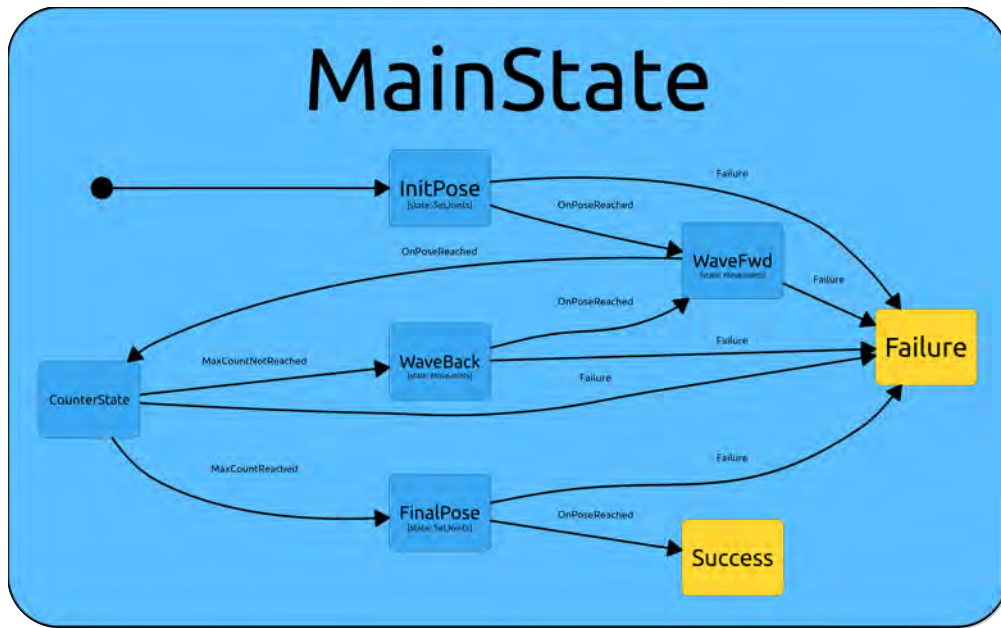 MainState
InitPose
[state: SetJoints]
Failure
OnPoseReached
OnPoseReached
WaveFwd
[state: MoveJoints]
Failure
OnPoseReached
WaveBack
[state: MoveJoints]
Failure
Failure
MaxCountNotReached
Failure
CounterState
MaxCountReached
Failure
FinalPose
[state: SetJoints]
OnPoseReached
Success